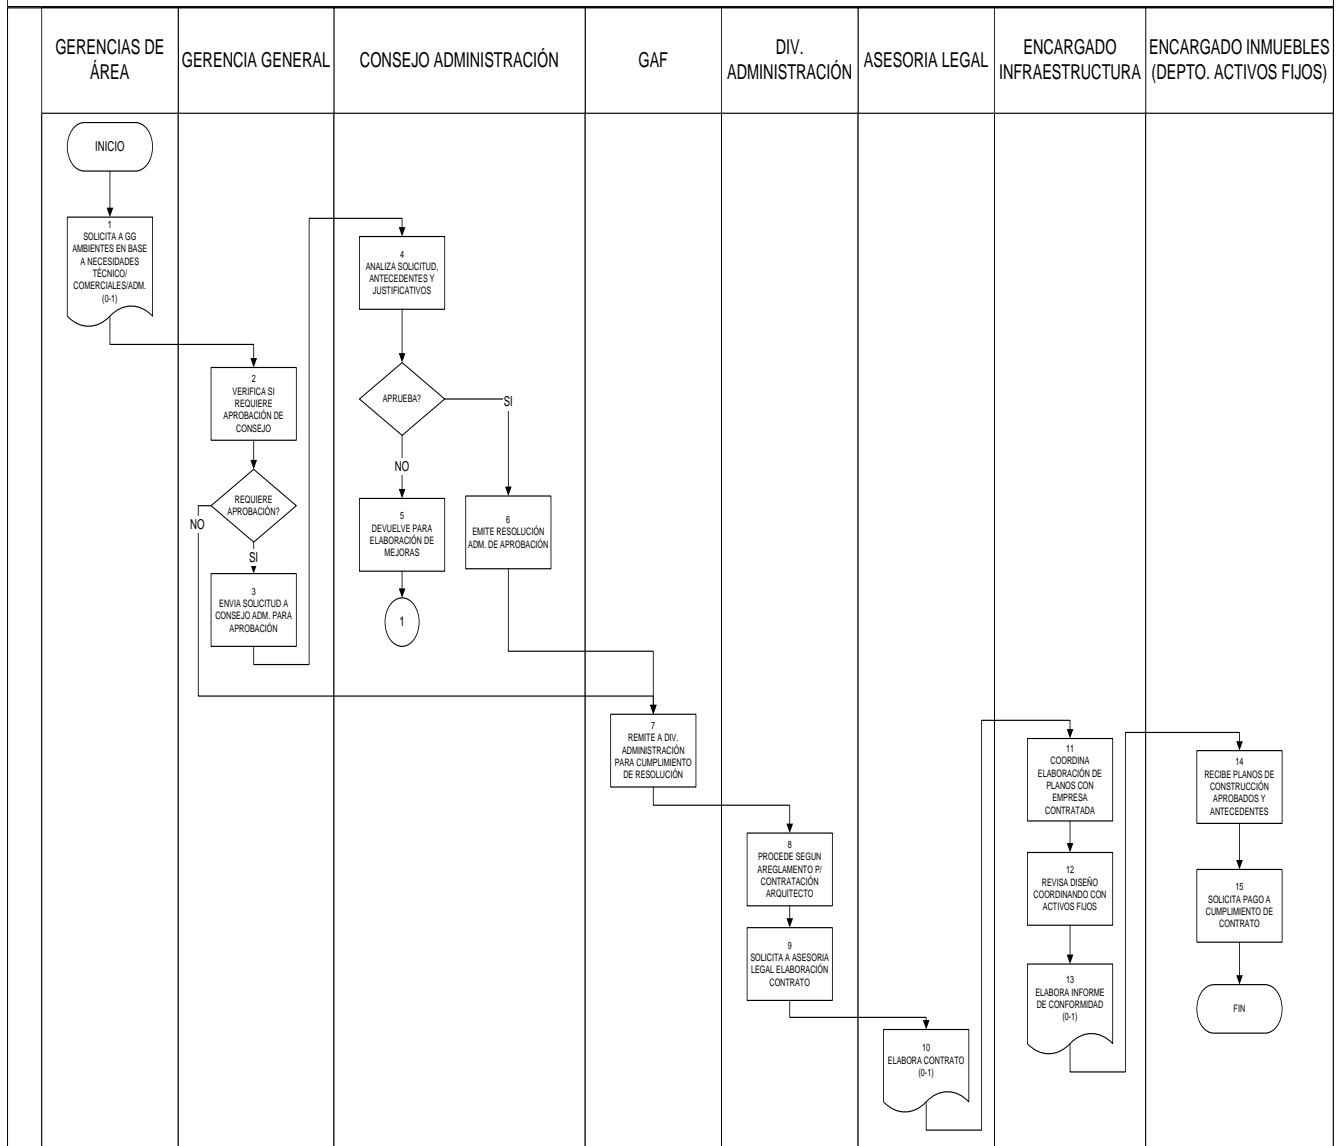 GERENCIAS DE
ÁREA
GERENCIA GENERAL
CONSEJO ADMINISTRACIÓN
GAF
DIV.
ADMINISTRACIÓN
ASESORIA LEGAL
ENCARGADO
INFRAESTRUCTURA
ENCARGADO INMUEBLES
(DEPTO. ACTIVOS FIJOS)
INICIO
1
SOLICITA A GG
AMBIENTES EN BASE
A NECESIDADES
TÉCNICO/
COMERCIALES/ADM.
(0-1)
2
VERIFICA SI
REQUIERE
APROBACIÓN DE
CONSEJO
REQUIERE
APROBACIÓN?
NO
SI
3
ENVIA SOLICITUD A
CONSEJO ADM. PARA
APROBACIÓN
4
ANALIZA SOLICITUD,
ANTECEDENTES Y
JUSTIFICATIVOS
APRUEBA?
SI
NO
5
DEVUELVE PARA
ELABORACIÓN DE
MEJORAS
1
6
EMITE RESOLUCIÓN
ADM. DE APROBACIÓN
7
REMITE A DIV.
ADMINISTRACIÓN
PARA CUMPLIMIENTO
DE RESOLUCIÓN
8
PROCEDE SEGUN
AREGLAMENTO P/
CONTRATACIÓN
ARQUITECTO
9
SOLICITA A ASESORIA
LEGAL ELABORACIÓN
CONTRATO
10
ELABORA CONTRATO
(0-1)
11
COORDINA
ELABORACIÓN DE
PLANOS CON
EMPRESA
CONTRATADA
12
REVISA DISEÑO
COORDINANDO CON
ACTIVOS FIJOS
13
ELABORA INFORME
DE CONFORMIDAD
(0-1)
14
RECIBE PLANOS DE
CONSTRUCCIÓN
APROBADOS Y
ANTECEDENTES
15
SOLICITA PAGO A
CUMPLIMIENTO DE
CONTRATO
FIN